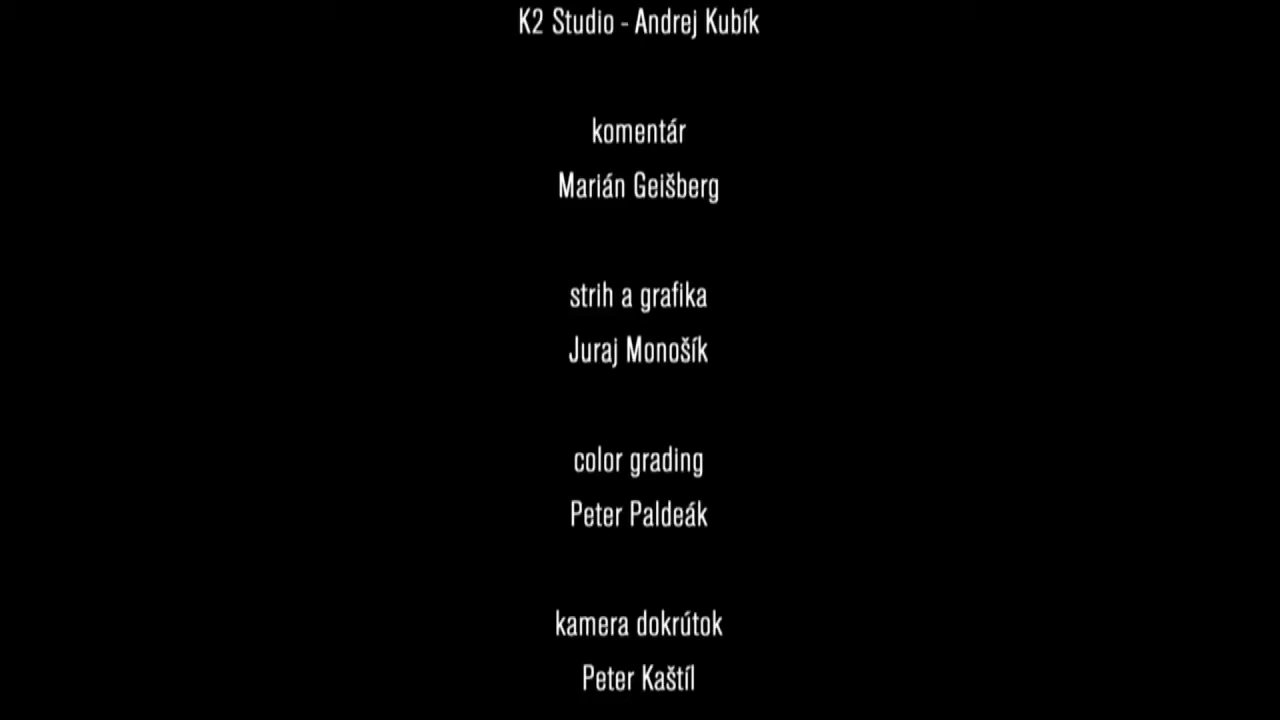 K2 Studio - Andrej Kubík
komentár
Marián Geišberg
strih a grafika
Juraj Monošík
color grading
Peter Paldeák
kamera dokrútok
Peter Kaštíl